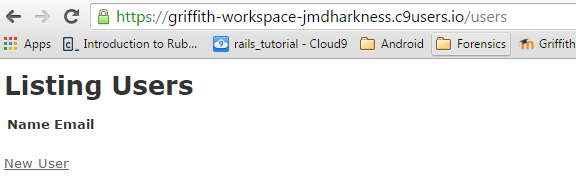 https://griffith-workspace-jmdharkness.c9users.io/users
Apps C_ Introduction to Rub... rails_tutorial - Cloud9 Android Forensics Griffith
Listing Users
Name Email
New User